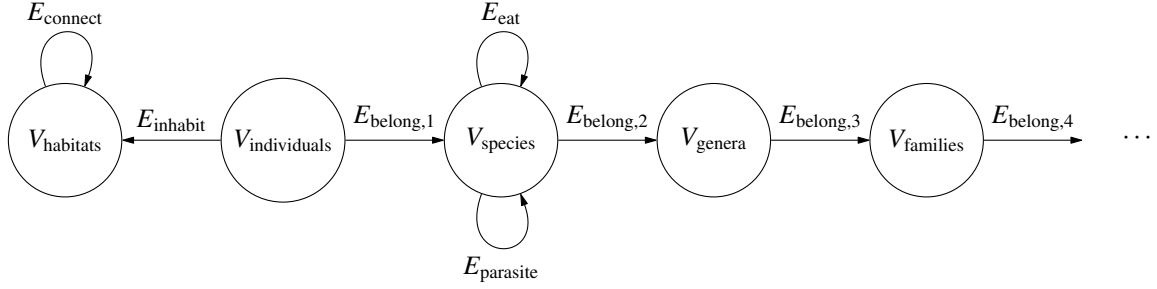 E_connect
E_eat
V_habitats E_inhabit V_individuals E_belong,1 V_species E_belong,2 V_genera E_belong,3 V_families E_belong,4 ...
E_parasite